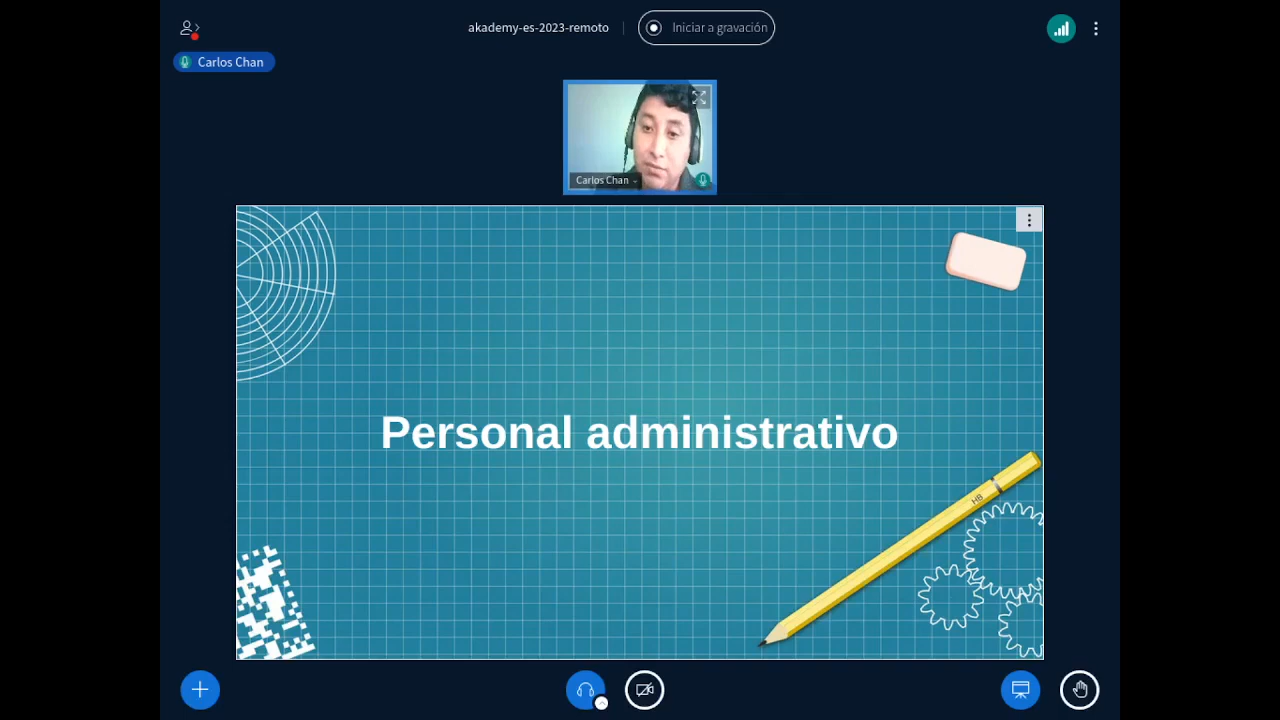 akademy-es-2023-remoto
Iniciar a gravación
Carlos Chan
Carlos Chan
Personal administrativo
HB